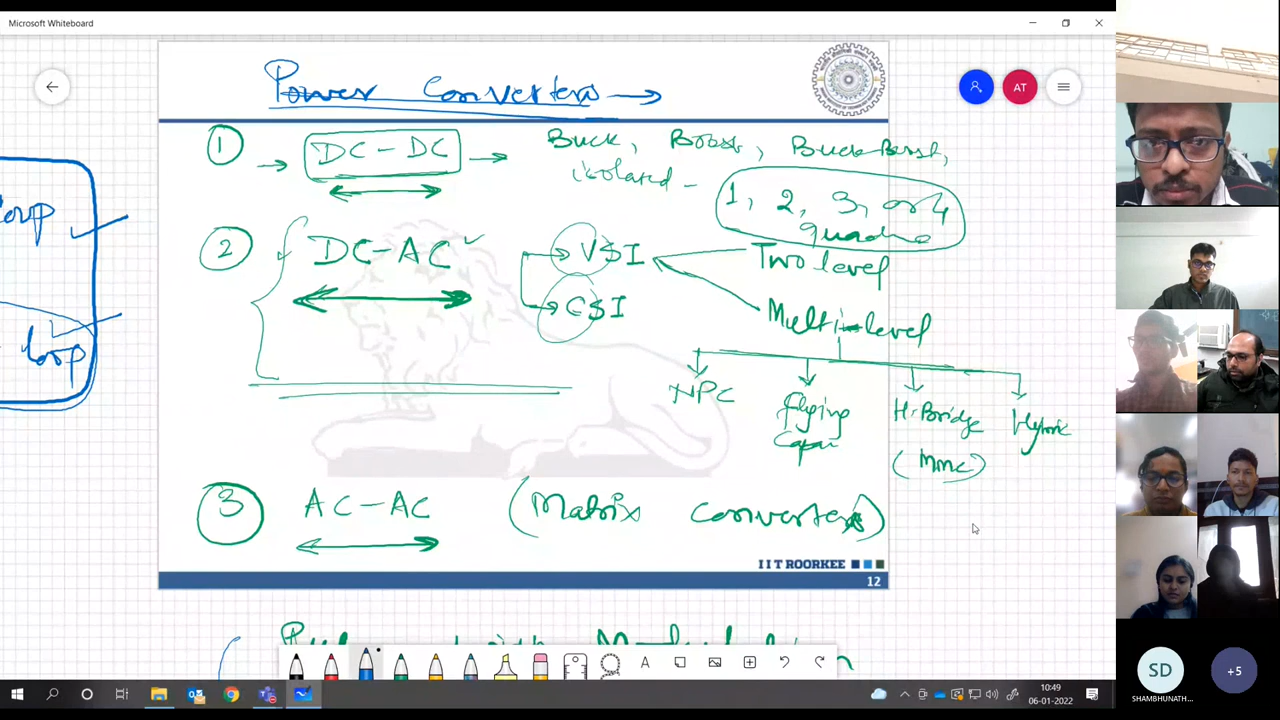 Microsoft Whiteboard
Power Converters →
AT
① → DC - DC → Buck, Boost, Buck-Boost,
isolated -
1, 2, 3, or 4
② DC-AC ✓ VSI Two level
CSI
Multi-level
loop
NPC Flying H-Bridge Hybrid
(MMC)
③ AC-AC (Matrix Converters)
IIT ROORKEE
12
SD
+5
SHAMBHUNATH...
10:49
06-01-2022